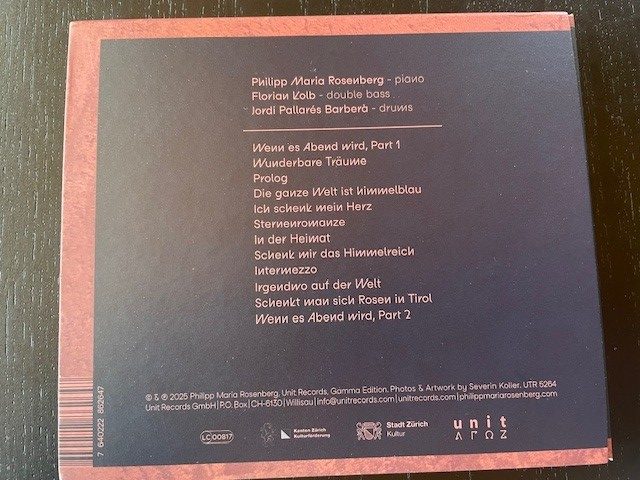 Philipp Maria Rosenberg - piano
Florian Kolb - double bass
Jordi Pallarés Barberà - drums
Wenn es Abend wird, Part 1
Wunderbare Träume
Prolog
Die ganze Welt ist himmelblau
Ich schenk mein Herz
Sternenromanze
In der Heimat
Schenk mir das Himmelreich
Intermezzo
Irgendwo auf der Welt
Schenkt man sich Rosen in Tirol
Wenn es Abend wird, Part 2
© & ℗ 2025 Philipp Maria Rosenberg, Unit Records, Gamma Edition. Photos & Artwork by Severin Koller. UTR 5264
Unit Records GmbH | P.O. Box | CH-6130 | Willisau | info@unitrecords.com | unitrecords.com | philippmariarosenberg.com
7 640222 862647
LC 00817
Kanton Zürich
Kulturförderung
Stadt Zürich
Kultur
unit